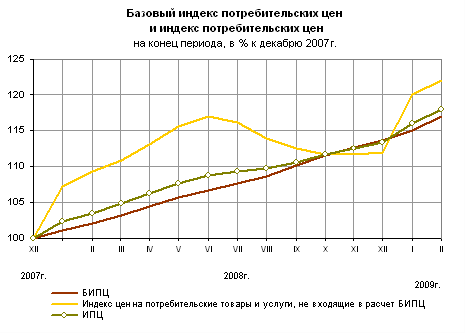 Базовый индекс потребительских цен
и индекс потребительских цен
на конец периода, в % к декабрю 2007г.
125
120
115
110
105
100
XII II III IV V VI VII VIII IX X XI XII I II
2007г. 2008г. 2009г.
БИПЦ
Индекс цен на потребительские товары и услуги, не входящие в расчет БИПЦ
ИПЦ